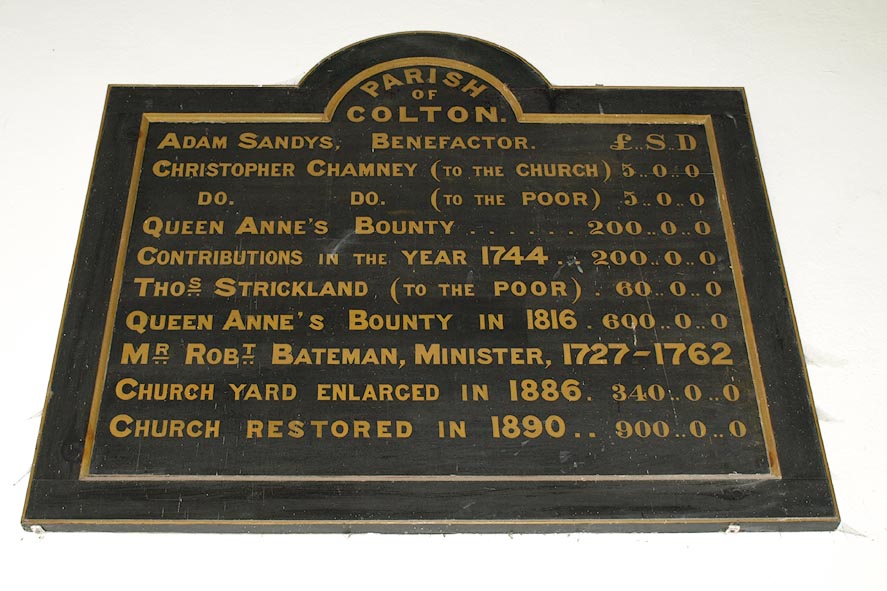 PARISH
OF
COLTON.
ADAM SANDYS, BENEFACTOR. £..S.D
CHRISTOPHER CHAMNEY (TO THE CHURCH) 5..0..0
DO. DO. (TO THE POOR) 5..0..0
QUEEN ANNE'S BOUNTY . . . . . . 200..0..0
CONTRIBUTIONS IN THE YEAR 1744 . . 200..0..0
THOS STRICKLAND (TO THE POOR) . 60..0..0
QUEEN ANNE'S BOUNTY IN 1816 . 600..0..0
MR ROBT BATEMAN, MINISTER, 1727-1762
CHURCH YARD ENLARGED IN 1886. 340..0..0
CHURCH RESTORED IN 1890 .. 900..0..0